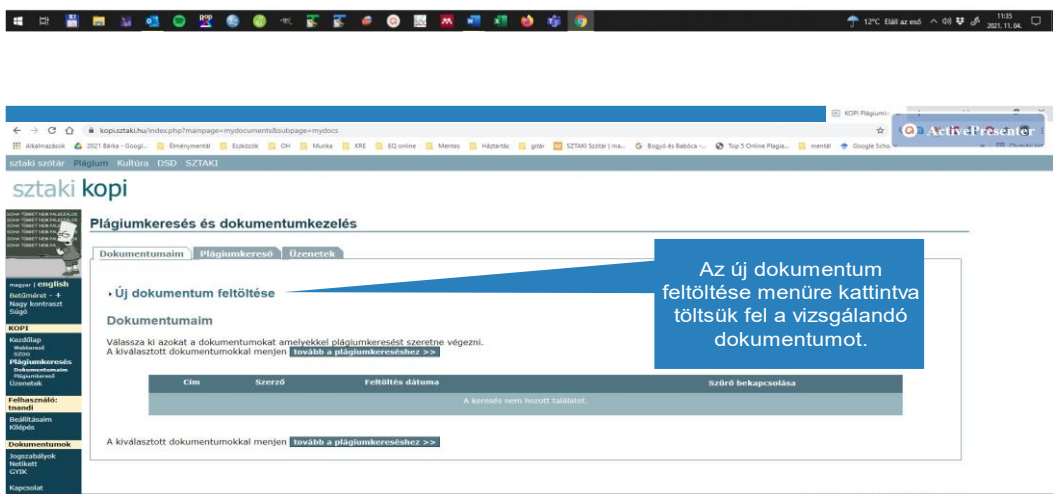 12°C Eláll az eső
11:35
2021. 11. 04.
KOPI Plágiumk
kopi.sztaki.hu/index.php?mainpage=mydocuments&subpage=mydocs
ActivePresenter
Alkalmazások 2021 Bárka - Googl... Élménymentál Eszközök OH Munka KRE EQ online Mentes Háztartás gitár SZTAKI Szótár | ma... Bogyó és Babóca -... Top 5 Online Plagia... mentál Google Scho
sztaki szótár Plágium Kultúra DSD SZTAKI
sztaki kopi
Plágiumkeresés és dokumentumkezelés
Dokumentumaim Plágiumkereső Üzenetek
magyar | english
Betűméret - +
Nagy kontraszt
Súgó
KOPI
Kezdőlap
Webkereső
SZDD
Plágiumkeresés
Dokumentumaim
Plágiumkereső
Üzenetek
Felhasználó:
tnandi
Beállításaim
Kilépés
Dokumentumok
Jogszabályok
Netikett
GYIK
Kapcsolat
Új dokumentum feltöltése
Dokumentumaim
Válassza ki azokat a dokumentumokat amelyekkel plágiumkeresést szeretne végezni.
A kiválasztott dokumentumokkal menjen tovább a plágiumkereséshez >>
Cím Szerző Feltöltés dátuma Szűrő bekapcsolása
A keresés nem hozott találatot.
A kiválasztott dokumentumokkal menjen tovább a plágiumkereséshez >>
Az új dokumentum
feltöltése menüre kattintva
töltsük fel a vizsgálandó
dokumentumot.